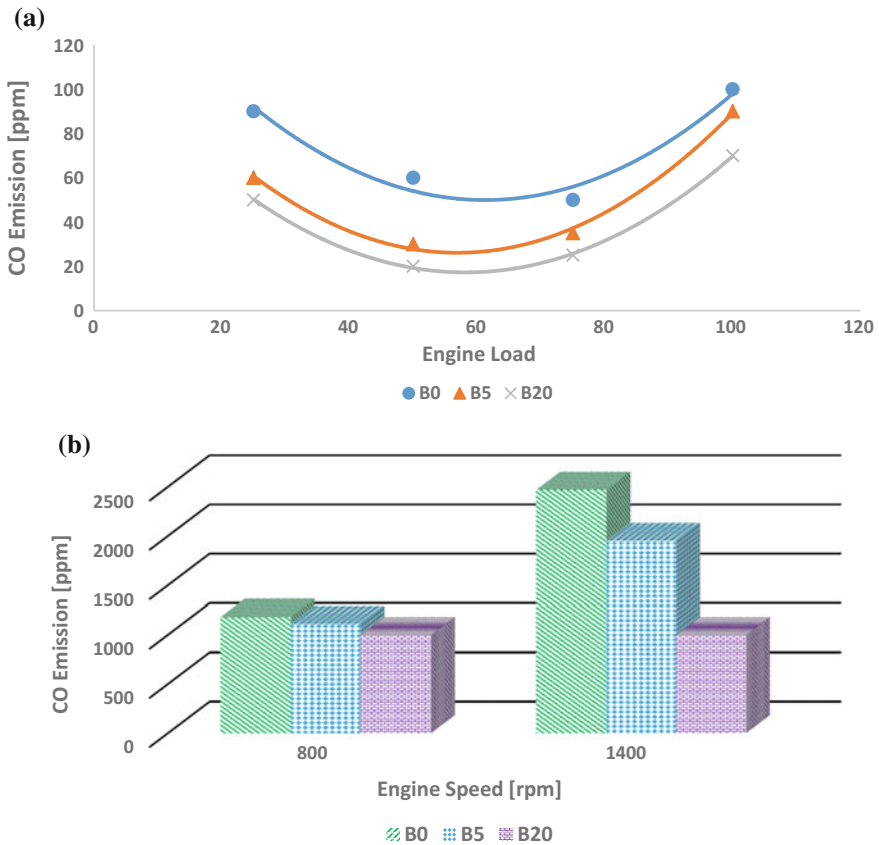 (a)
120
100
80
60
40
20
0
CO Emission [ppm]
0 20 40 60 80 100 120
Engine Load
B0 B5 B20
(b)
2500
2000
1500
1000
500
0
CO Emission [ppm]
800 1400
Engine Speed [rpm]
B0 B5 B20